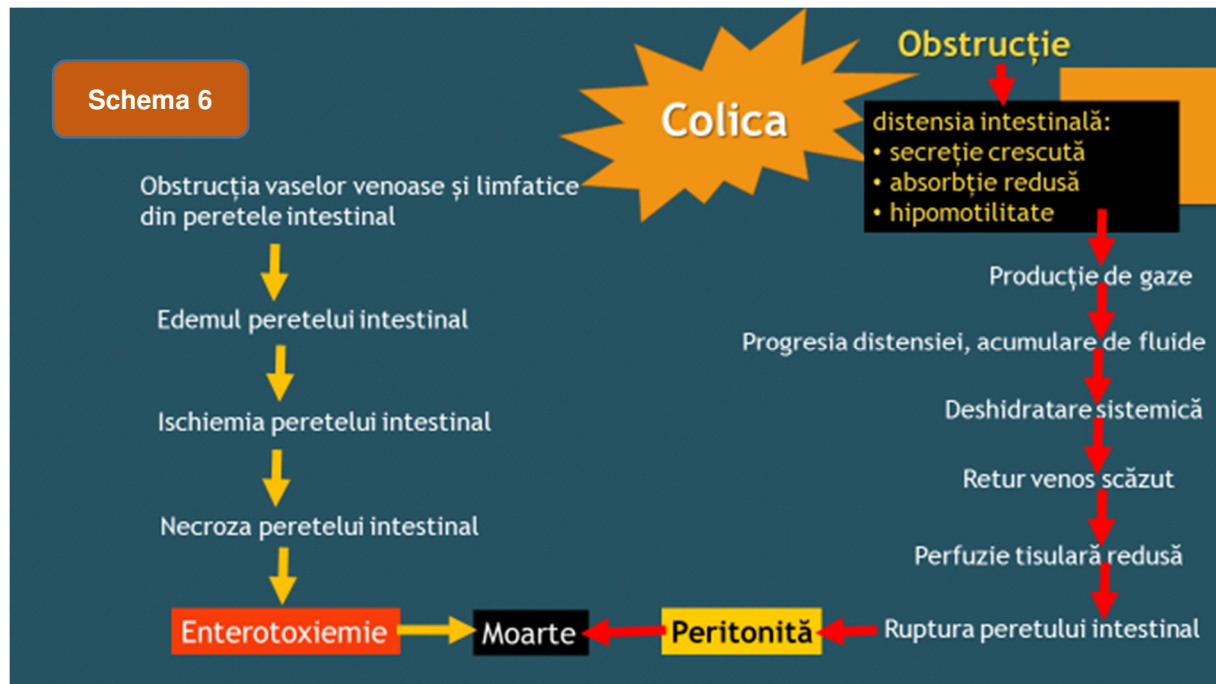 Schema 6
Colica
Obstrucția vaselor venoase și limfatice
din peretele intestinal
Edemul peretelui intestinal
Ischiemia peretelui intestinal
Necroza peretelui intestinal
Enterotoxiemie
Moarte
Obstrucție
distensia intestinală:
• secreție crescută
• absorbție redusă
• hipomotilitate
Producție de gaze
Progresia distensiei, acumulare de fluide
Deshidratare sistemică
Retur venos scăzut
Perfuzie tisulară redusă
Ruptura peretului intestinal
Peritonită